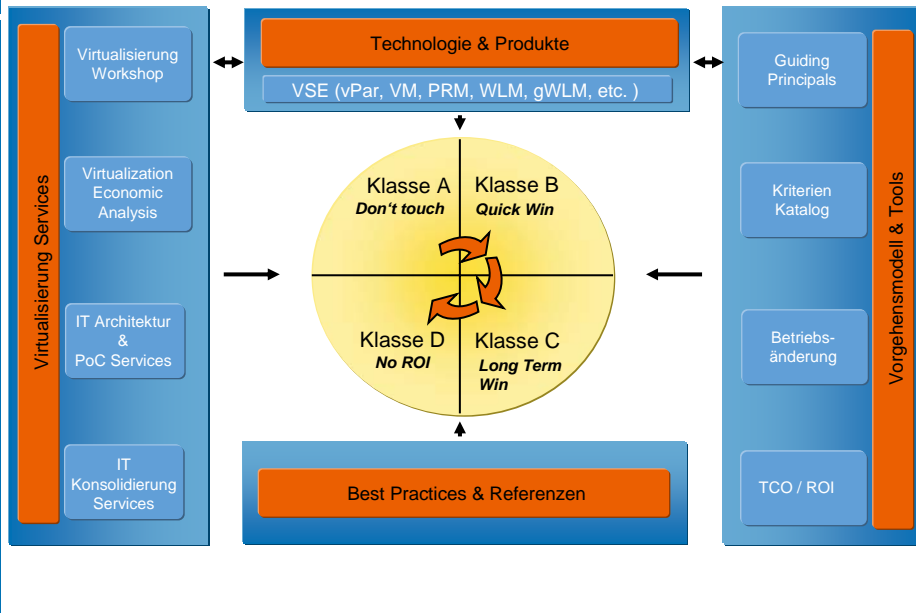 Virtualisierung Services
Virtualisierung
Workshop
Virtualization
Economic
Analysis
IT Architektur
&
PoC Services
IT
Konsolidierung
Services
Technologie & Produkte
VSE (vPar, VM, PRM, WLM, gWLM, etc. )
Klasse A
Don't touch
Klasse B
Quick Win
Klasse D
No ROI
Klasse C
Long Term
Win
Best Practices & Referenzen
Guiding
Principals
Kriterien
Katalog
Betriebs-
änderung
TCO / ROI
Vorgehensmodell & Tools